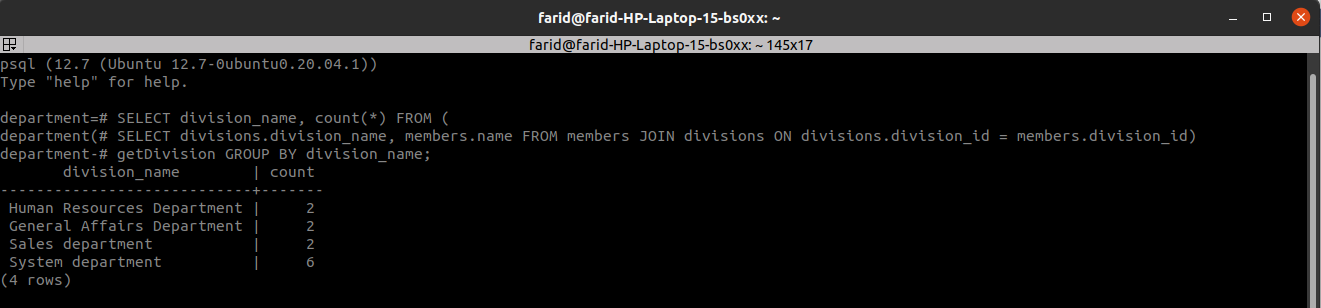 farid@farid-HP-Laptop-15-bs0xx: ~
farid@farid-HP-Laptop-15-bs0xx: ~ 145x17
psql (12.7 (Ubuntu 12.7-0ubuntu0.20.04.1))
Type "help" for help.
department=# SELECT division_name, count(*) FROM (
department(# SELECT divisions.division_name, members.name FROM members JOIN divisions ON divisions.division_id = members.division_id)
department-# getDivision GROUP BY division_name;
       division_name        | count
----------------------------+-------
 Human Resources Department |     2
 General Affairs Department |     2
 Sales department           |     2
 System department          |     6
(4 rows)